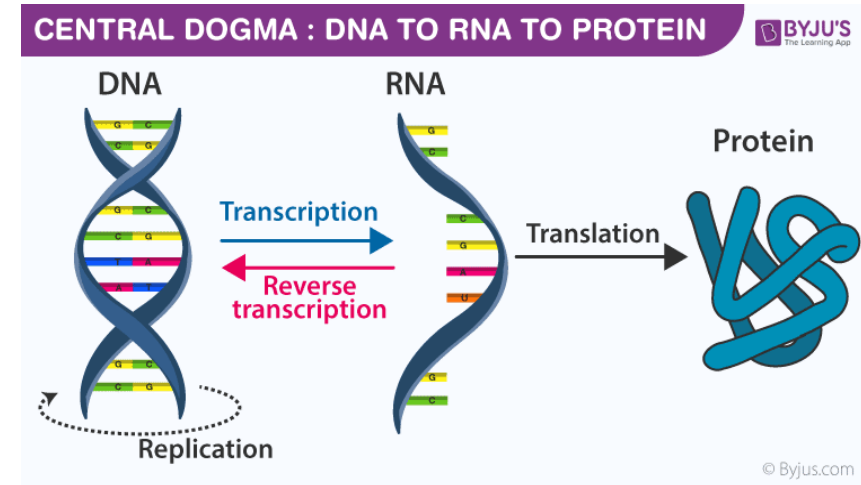 CENTRAL DOGMA : DNA TO RNA TO PROTEIN
BYJU'S
The Learning App
DNA
RNA
Protein
G C
C G
G C
C G
T A
A T
G C
C G
Transcription
Reverse
transcription
G
C
C
G
A
U
G
C
Translation
Replication
© Byjus.com